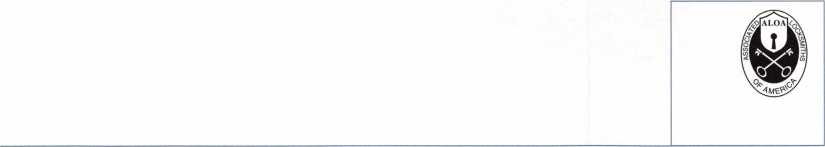 ALOA
ASSOCIATED LOCKSMITHS
OF AMERICA